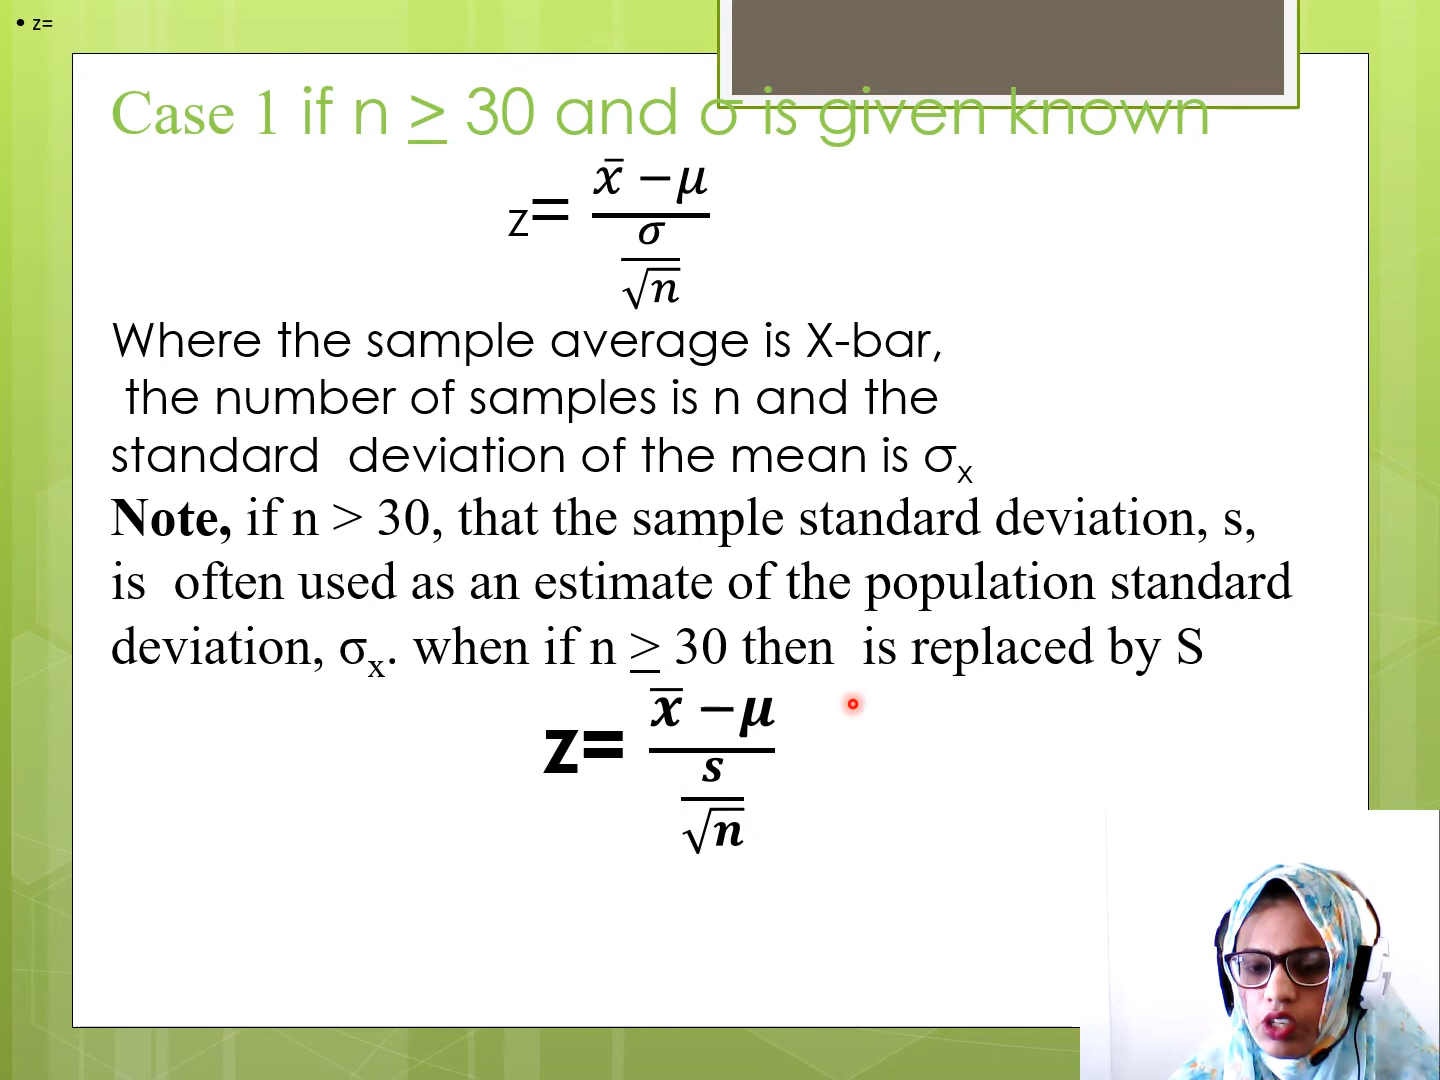 • z=
Case 1 if n ≥ 30 and σ is given known
z= (x̄ − μ) / (σ / √n)
Where the sample average is X-bar,
the number of samples is n and the
standard deviation of the mean is σₓ
Note, if n > 30, that the sample standard deviation, s,
is often used as an estimate of the population standard
deviation, σₓ. when if n ≥ 30 then is replaced by S
z= (x̄ − μ) / (s / √n)